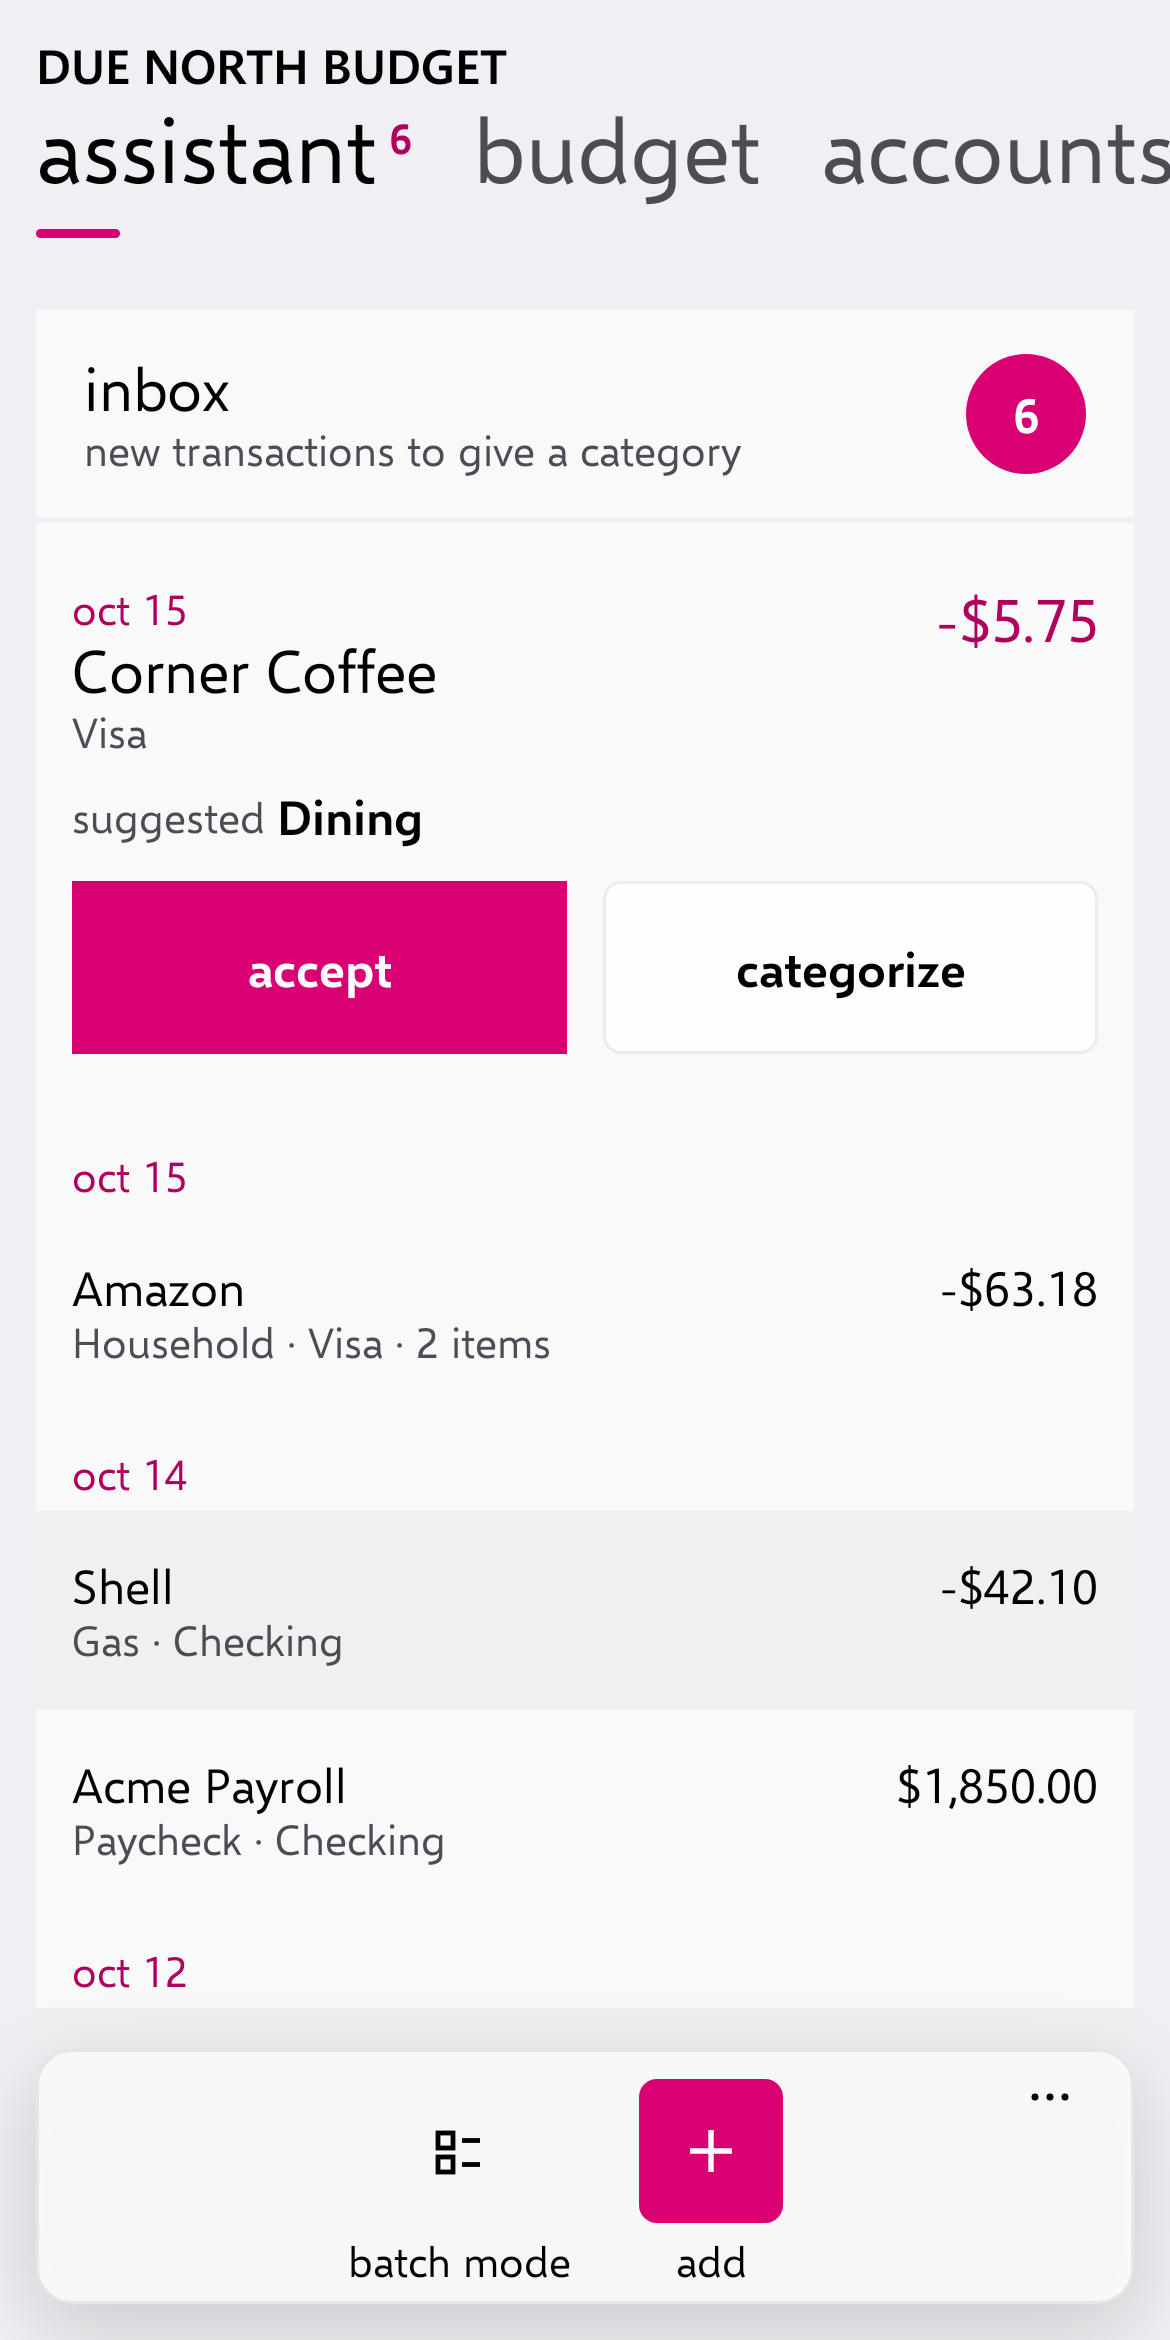 DUE NORTH BUDGET
assistant 6 budget accounts
inbox
new transactions to give a category
6
oct 15
-$5.75
Corner Coffee
Visa
suggested Dining
accept categorize
oct 15
Amazon -$63.18
Household · Visa · 2 items
oct 14
Shell -$42.10
Gas · Checking
Acme Payroll $1,850.00
Paycheck · Checking
oct 12
batch mode add